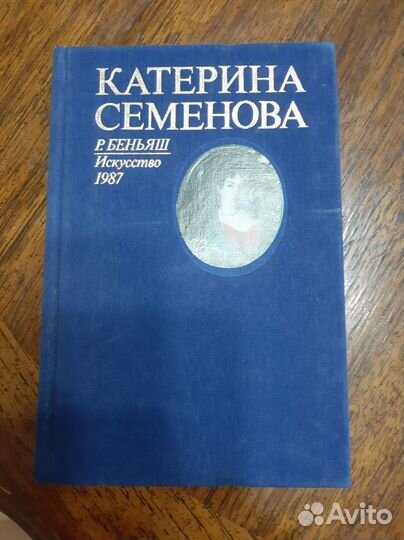 КАТЕРИНА
СЕМЕНОВА
Р. БЕНЬЯШ
Искусство
1987
Avito